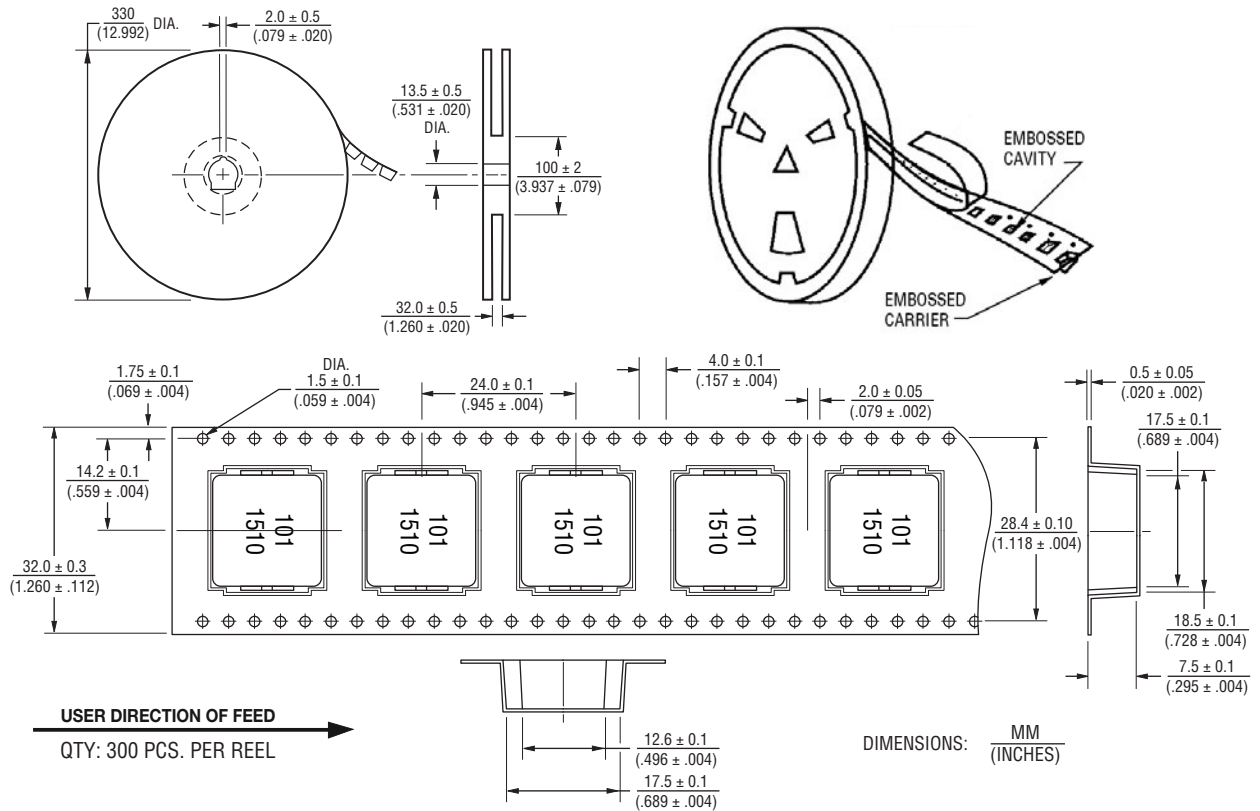 330
(12.992)
DIA.
2.0 ± 0.5
(.079 ± .020)
13.5 ± 0.5
(.531 ± .020)
DIA.
100 ± 2
(3.937 ± .079)
32.0 ± 0.5
(1.260 ± .020)
EMBOSSED
CAVITY
EMBOSSED
CARRIER
1.75 ± 0.1
(.069 ± .004)
DIA.
1.5 ± 0.1
(.059 ± .004)
24.0 ± 0.1
(.945 ± .004)
4.0 ± 0.1
(.157 ± .004)
2.0 ± 0.05
(.079 ± .002)
0.5 ± 0.05
(.020 ± .002)
17.5 ± 0.1
(.689 ± .004)
14.2 ± 0.1
(.559 ± .004)
32.0 ± 0.3
(1.260 ± .112)
101
1510
101
1510
101
1510
101
1510
101
1510
28.4 ± 0.10
(1.118 ± .004)
18.5 ± 0.1
(.728 ± .004)
7.5 ± 0.1
(.295 ± .004)
USER DIRECTION OF FEED
QTY: 300 PCS. PER REEL
12.6 ± 0.1
(.496 ± .004)
17.5 ± 0.1
(.689 ± .004)
DIMENSIONS:
MM
(INCHES)